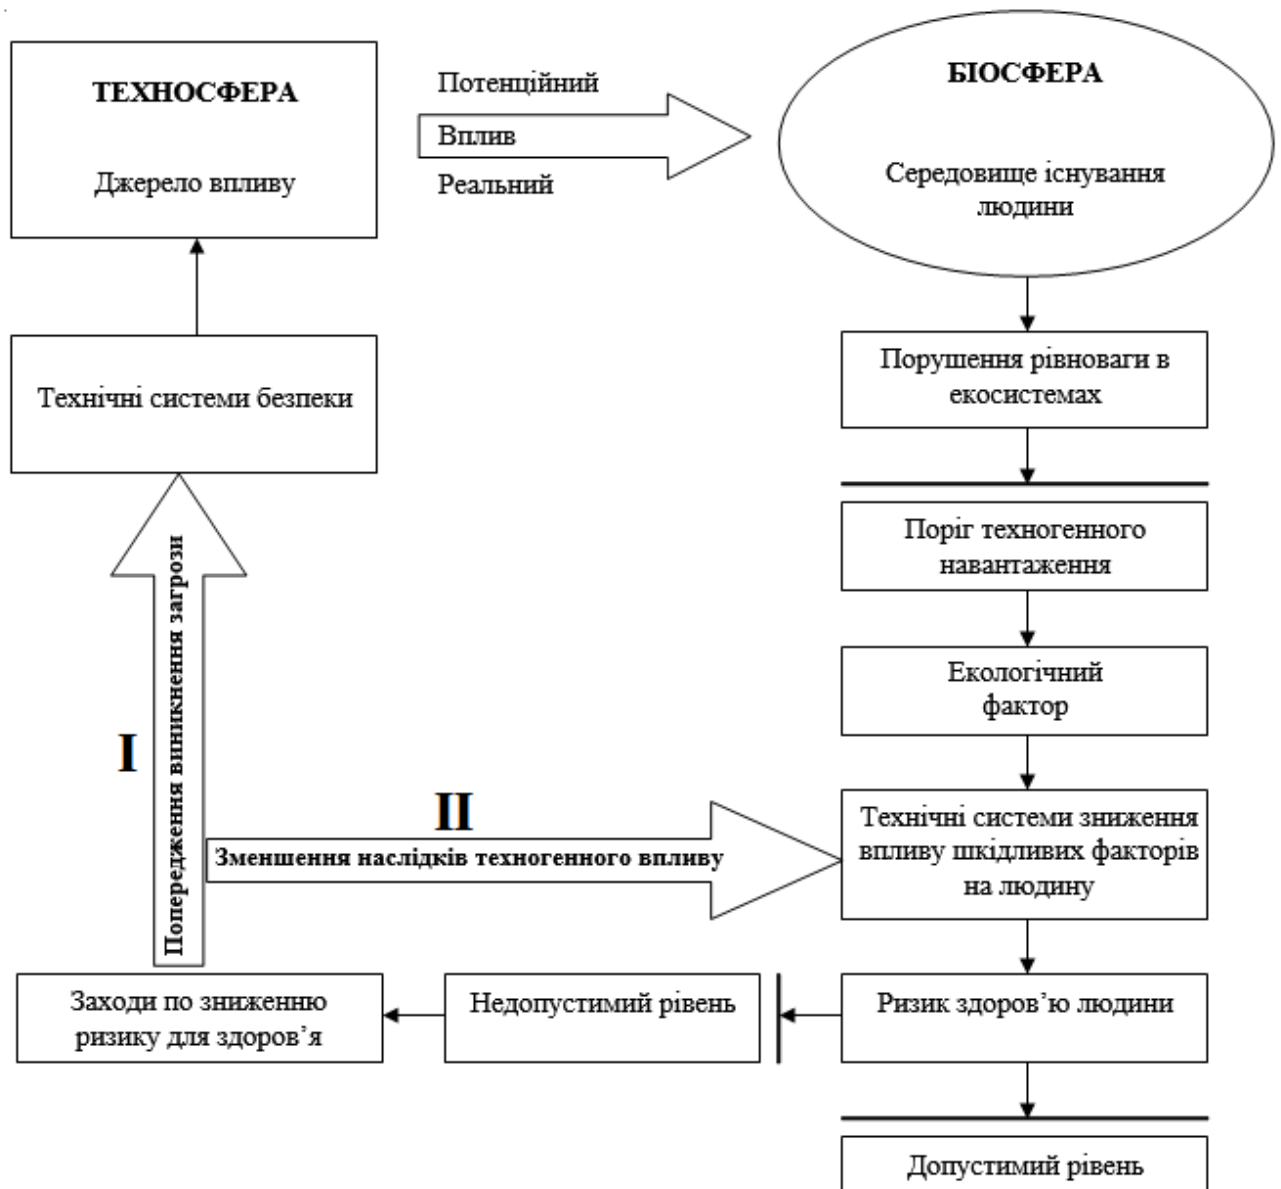 ТЕХНОСФЕРА
Джерело впливу
Потенційний
Вплив
Реальний
БІОСФЕРА
Середовище існування
людини
Технічні системи безпеки
Порушення рівноваги в
екосистемах
Поріг техногенного
навантаження
Екологічний
фактор
Попередження виникнення загрози
I
II
Зменшення наслідків техногенного впливу
Технічні системи зниження
впливу шкідливих факторів
на людину
Заходи по зниженню
ризику для здоров’я
Недопустимий рівень
Ризик здоров’ю людини
Допустимий рівень